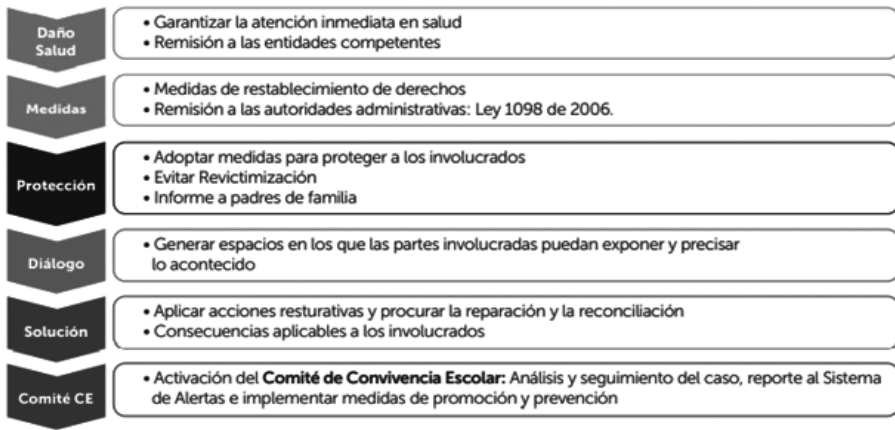 Daño
Salud
• Garantizar la atención inmediata en salud
• Remisión a las entidades competentes
Medidas
• Medidas de restablecimiento de derechos
• Remisión a las autoridades administrativas: Ley 1098 de 2006.
Protección
• Adoptar medidas para proteger a los involucrados
• Evitar Revictimización
• Informe a padres de familia
Diálogo
• Generar espacios en los que las partes involucradas puedan exponer y precisar
lo acontecido
Solución
• Aplicar acciones resturativas y procurar la reparación y la reconciliación
• Consecuencias aplicables a los involucrados
Comité CE
• Activación del Comité de Convivencia Escolar: Análisis y seguimiento del caso, reporte al Sistema
de Alertas e implementar medidas de promoción y prevención